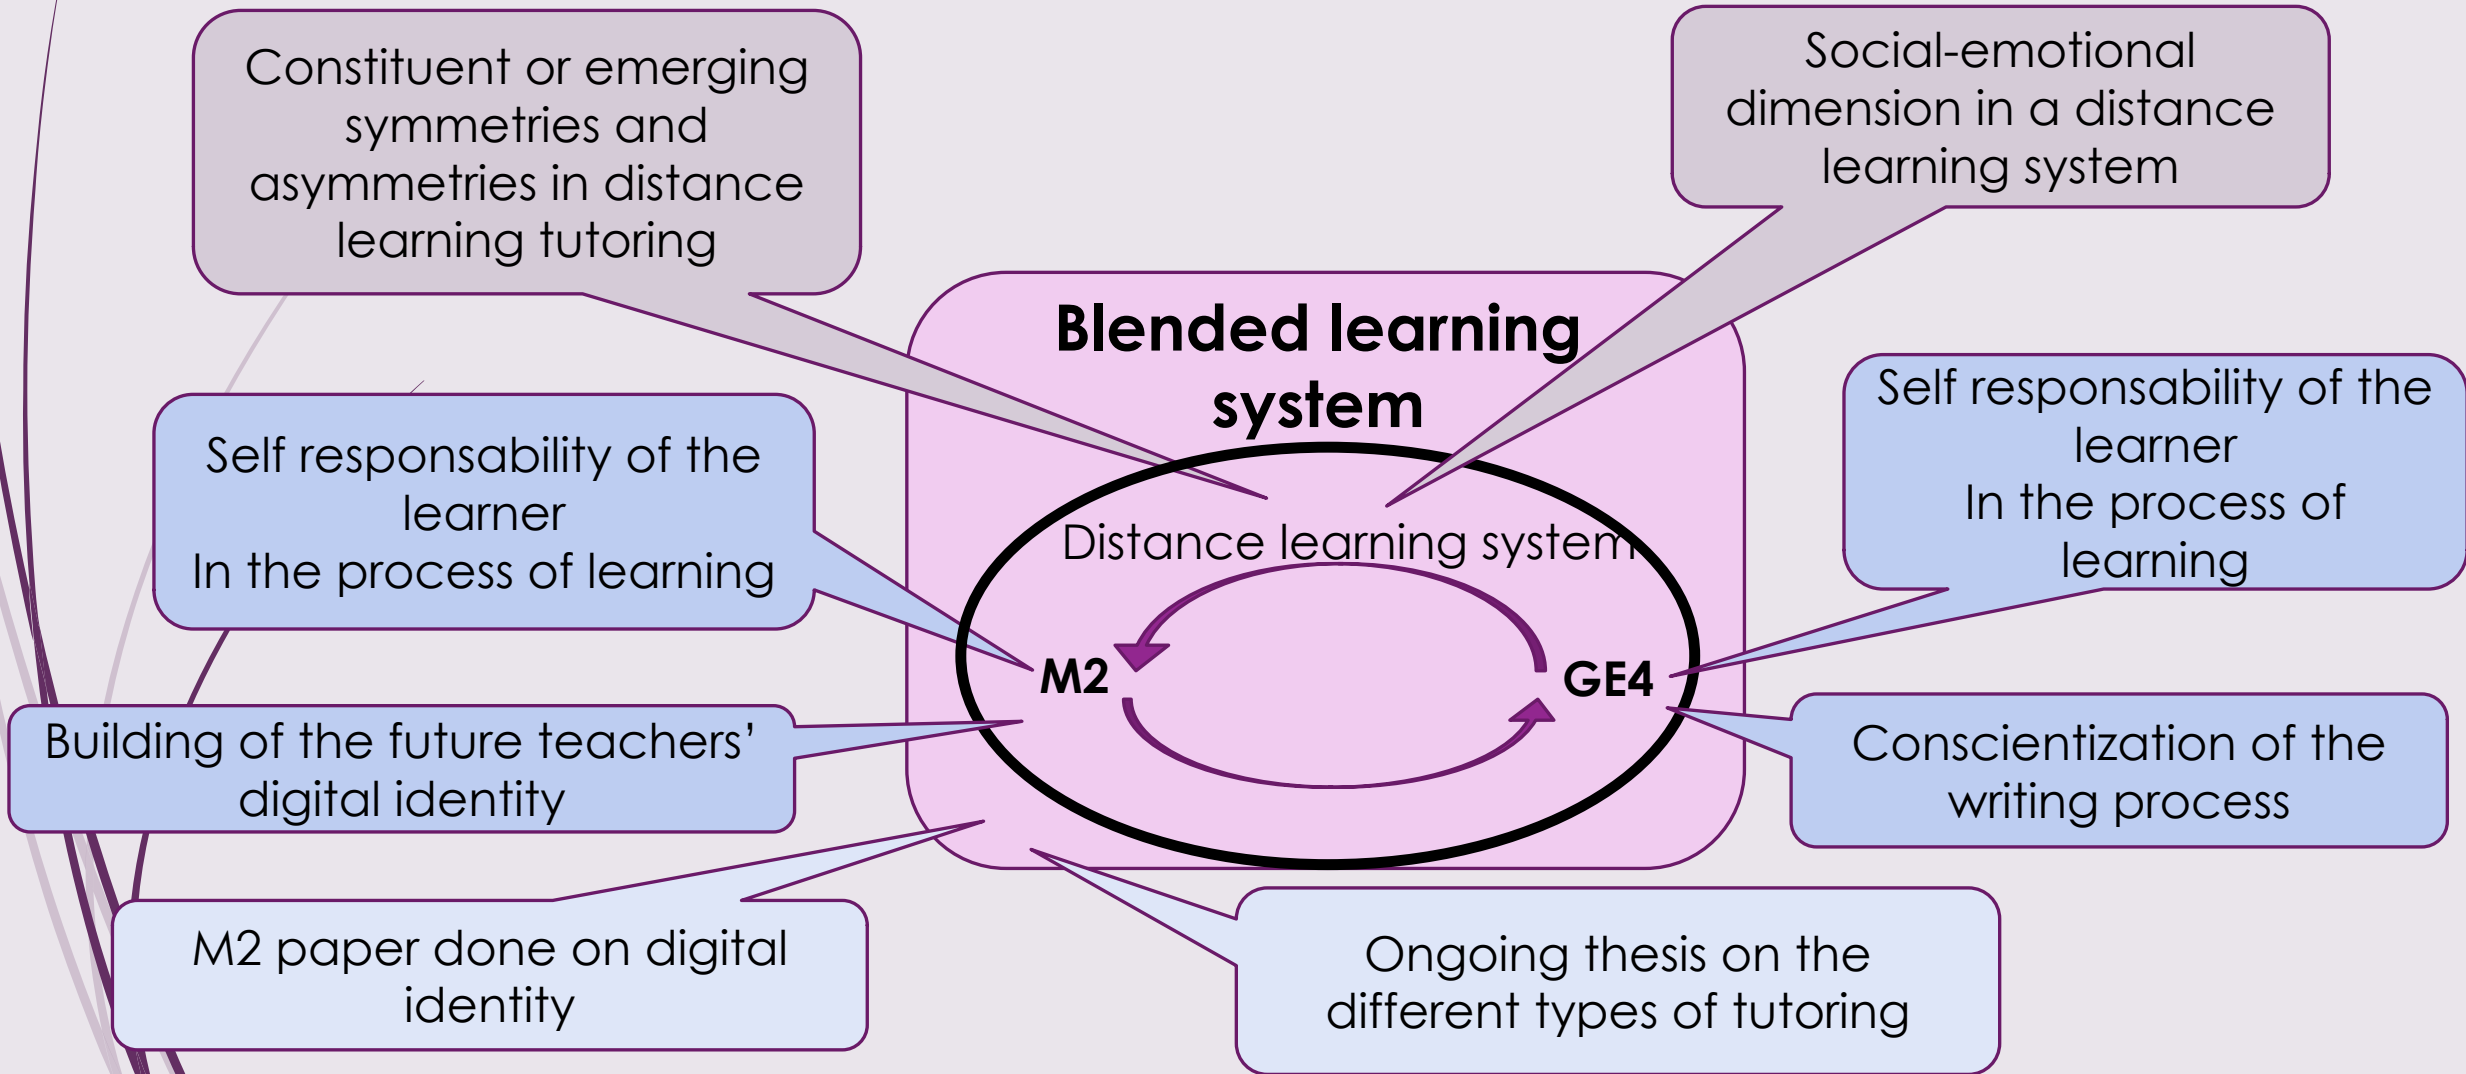 Constituent or emerging
symmetries and
asymmetries in distance
learning tutoring
Social-emotional
dimension in a distance
learning system
Blended learning
system
Self responsability of the
learner
In the process of learning
Self responsability of the
learner
In the process of
learning
Distance learning system
M2
GE4
Building of the future teachers’
digital identity
Conscientization of the
writing process
M2 paper done on digital
identity
Ongoing thesis on the
different types of tutoring